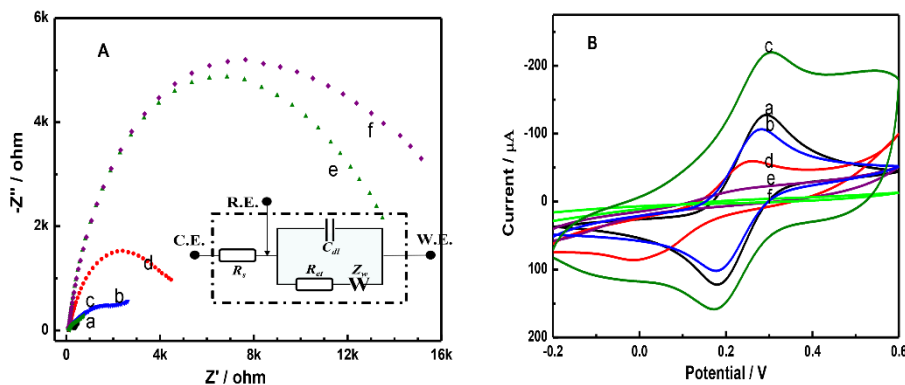 A
6k
4k
2k
0
-Z'' / ohm
0
4k
8k
12k
16k
Z' / ohm
a
b
c
d
e
f
R.E.
C.E.
W.E.
Rs
Cdl
Rct
Zw
W
B
-200
-100
0
100
200
Current / μA
-0.2
0.0
0.2
0.4
0.6
Potential / V
c
a
b
d
e
f